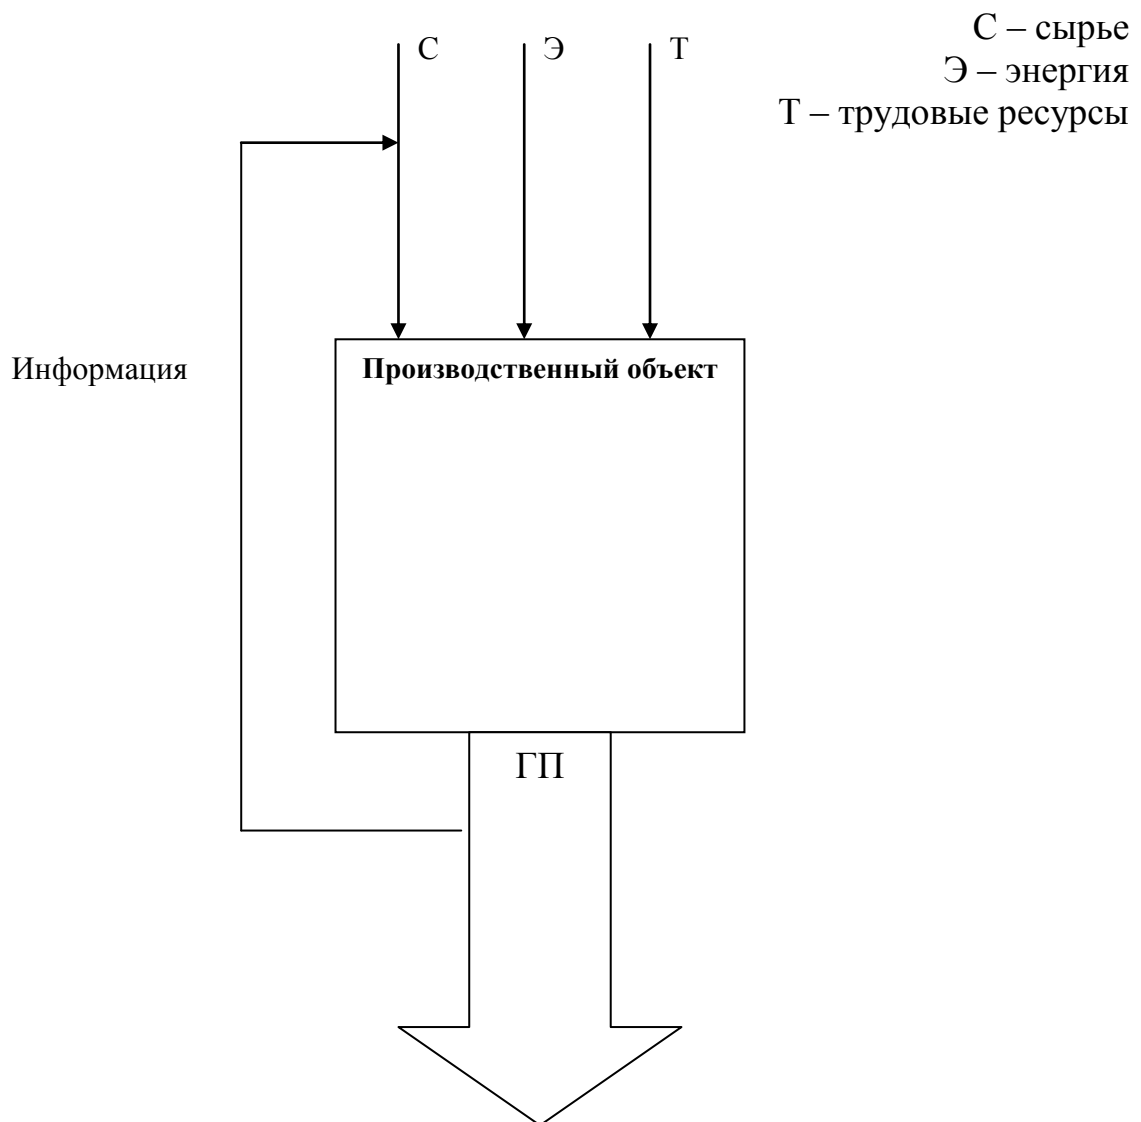 С – сырье
Э – энергия
Т – трудовые ресурсы
С Э Т
Информация
Производственный объект
ГП